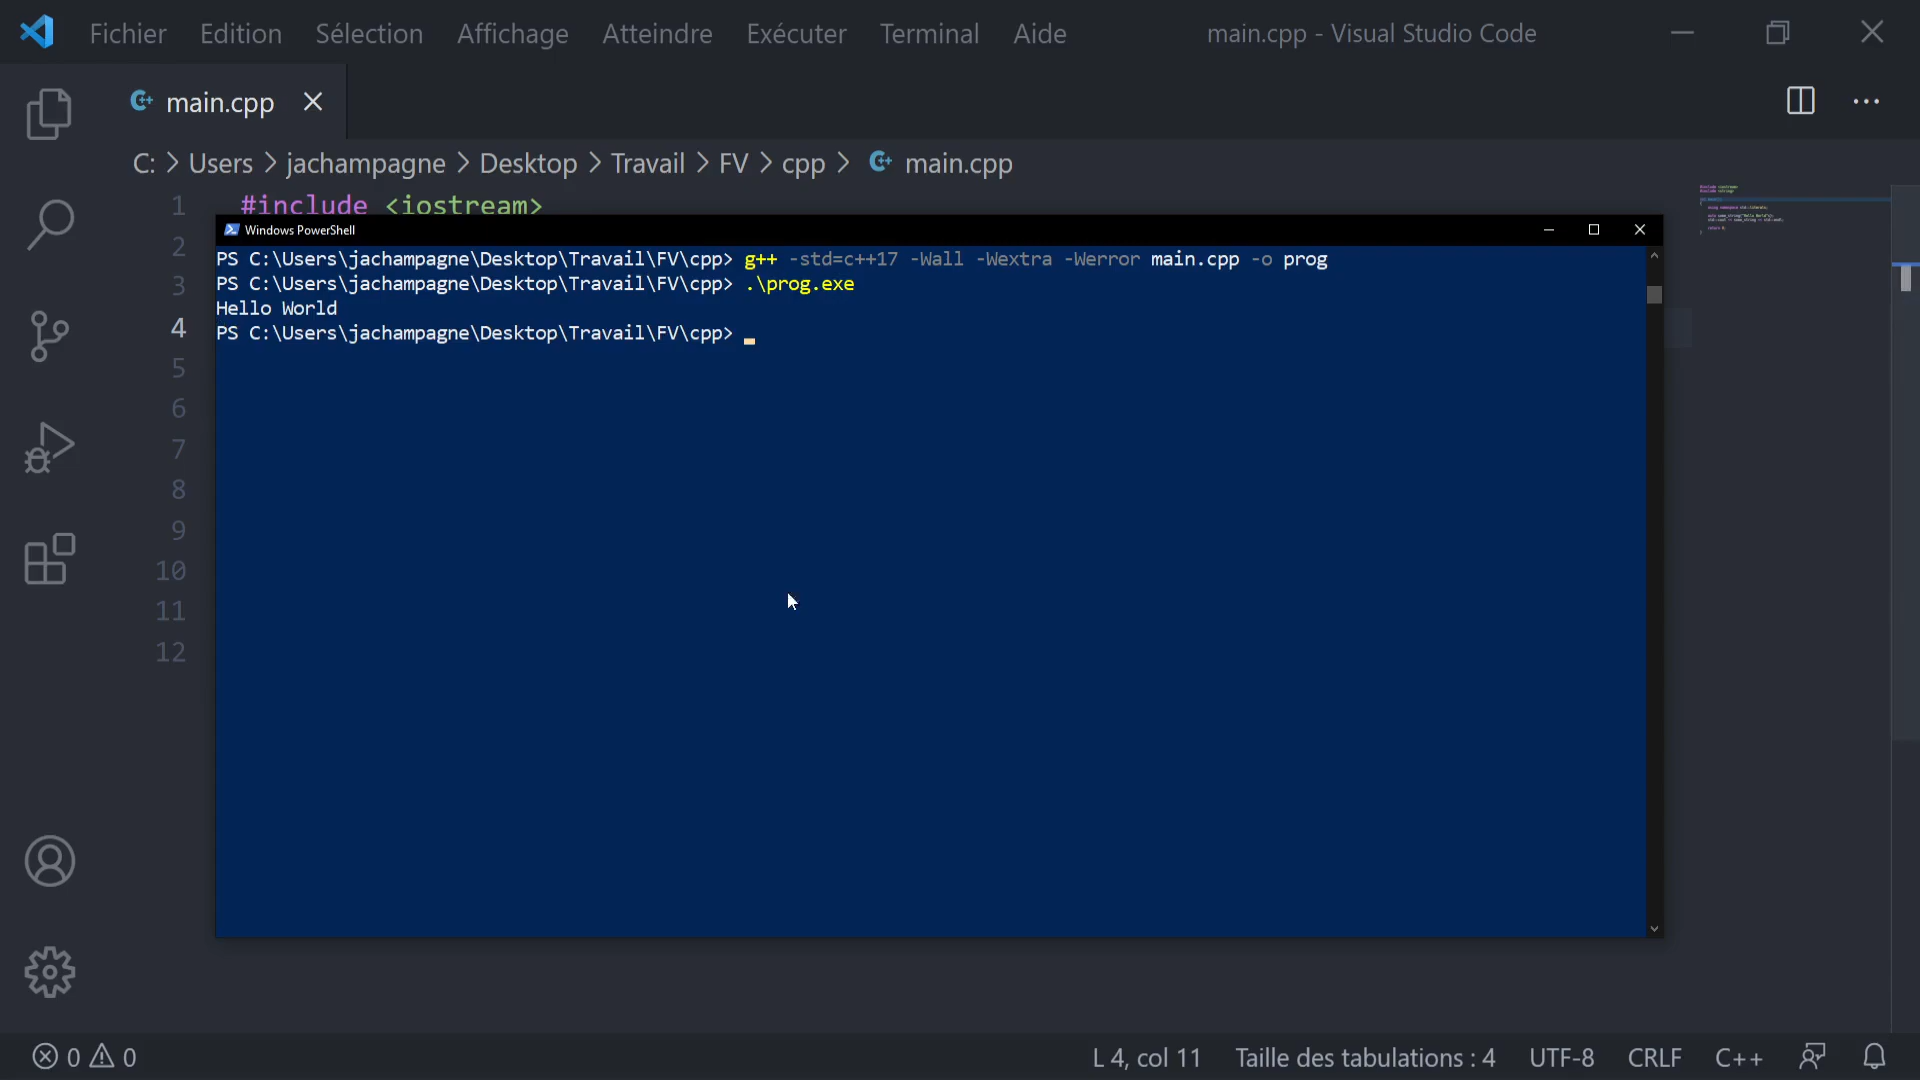 Fichier Edition Sélection Affichage Atteindre Exécuter Terminal Aide main.cpp - Visual Studio Code
main.cpp
C: > Users > jachampagne > Desktop > Travail > FV > cpp > main.cpp
1 #include <iostream>
Windows PowerShell
2
PS C:\Users\jachampagne\Desktop\Travail\FV\cpp> g++ -std=c++17 -Wall -Wextra -Werror main.cpp -o prog
3
PS C:\Users\jachampagne\Desktop\Travail\FV\cpp> .\prog.exe
Hello World
4
PS C:\Users\jachampagne\Desktop\Travail\FV\cpp>
5
6
7
8
9
10
11
12
0 0 L 4, col 11 Taille des tabulations : 4 UTF-8 CRLF C++